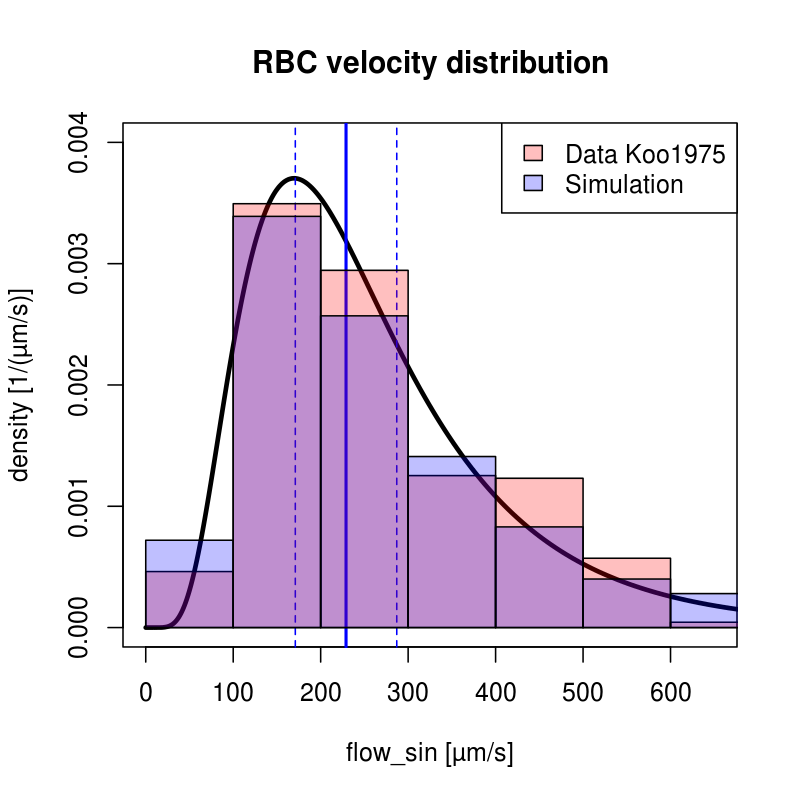 RBC velocity distribution
Data Koo1975
Simulation
density [1/(µm/s)]
0.004
0.003
0.002
0.001
0.000
0 100 200 300 400 500 600
flow_sin [µm/s]